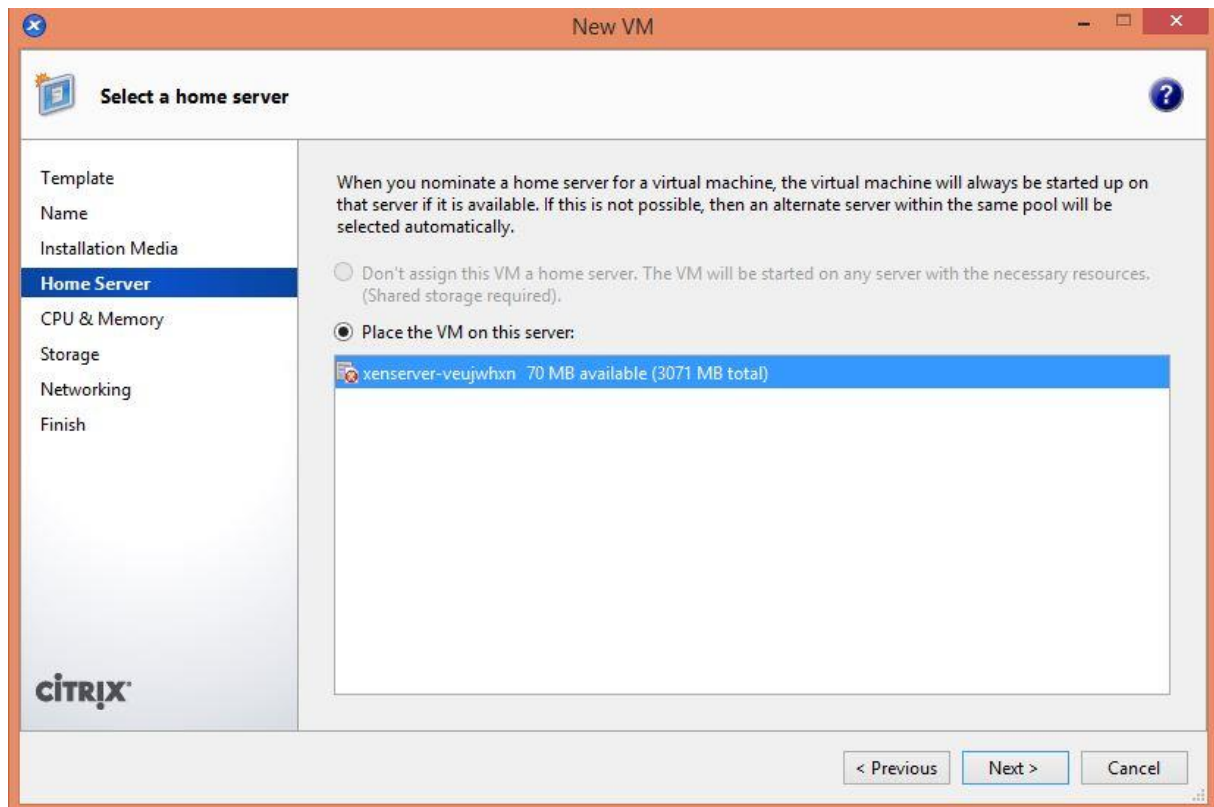 New VM
Select a home server
?
Template
Name
Installation Media
Home Server
CPU & Memory
Storage
Networking
Finish
When you nominate a home server for a virtual machine, the virtual machine will always be started up on
that server if it is available. If this is not possible, then an alternate server within the same pool will be
selected automatically.
Don't assign this VM a home server. The VM will be started on any server with the necessary resources.
(Shared storage required).
Place the VM on this server:
xenserver-veujwhxn 70 MB available (3071 MB total)
CİTRIX
< Previous
Next >
Cancel